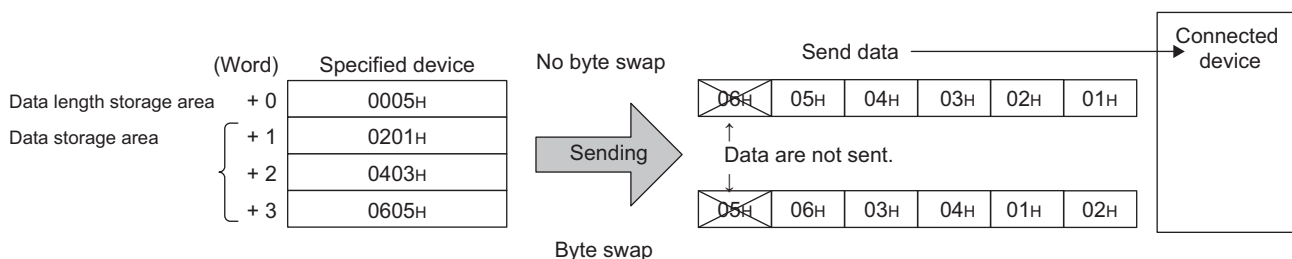 Connected
device
Send data
No byte swap
(Word) Specified device
Data length storage area + 0 0005H
06H 05H 04H 03H 02H 01H
Data storage area + 1 0201H
Sending
↑
Data are not sent.
↓
+ 2 0403H
+ 3 0605H
05H 06H 03H 04H 01H 02H
Byte swap